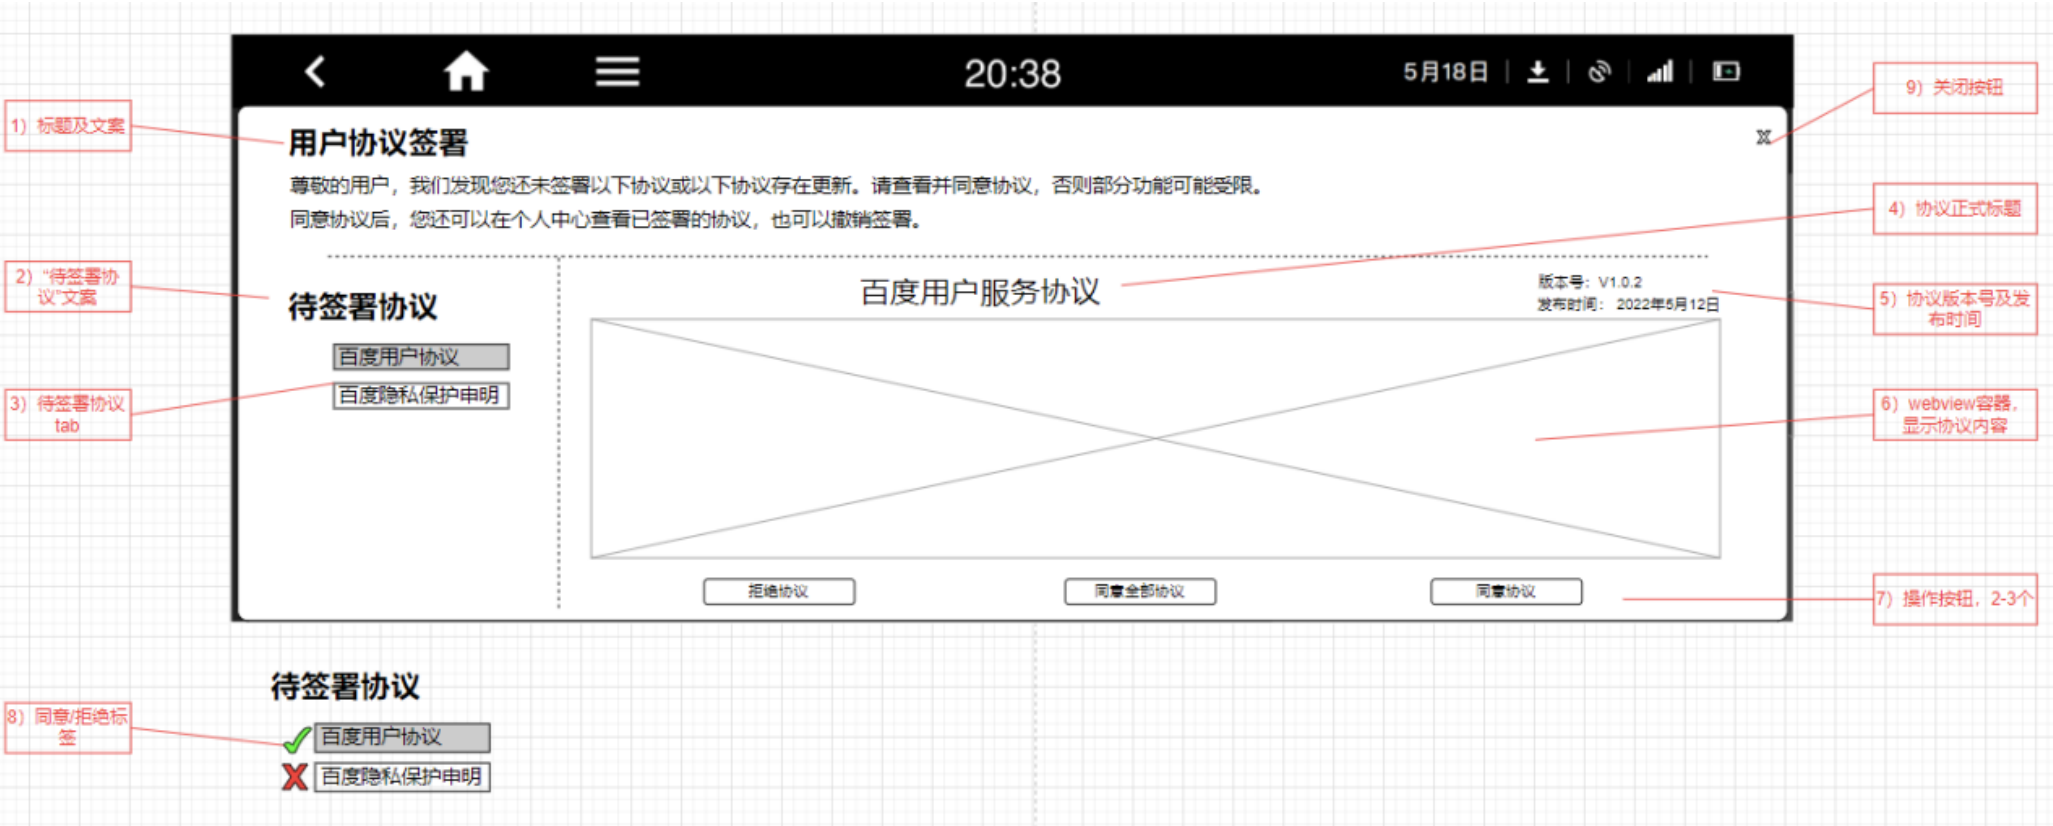 20:38
5月18日
1）标题及文案
用户协议签署
X
9）关闭按钮
尊敬的用户，我们发现您还未签署以下协议或以下协议存在更新。请查看并同意协议，否则部分功能可能受限。
同意协议后，您还可以在个人中心查看已签署的协议，也可以撤销签署。
4）协议正式标题
2）“待签署协
议”文案
待签署协议
百度用户服务协议
版本号：V1.0.2
发布时间： 2022年5月12日
5）协议版本号及发
布时间
百度用户协议
百度隐私保护申明
3）待签署协议
tab
6）webview容器，
显示协议内容
拒绝协议
同意全部协议
同意协议
7）操作按钮，2-3个
待签署协议
8）同意/拒绝标
签
百度用户协议
百度隐私保护申明